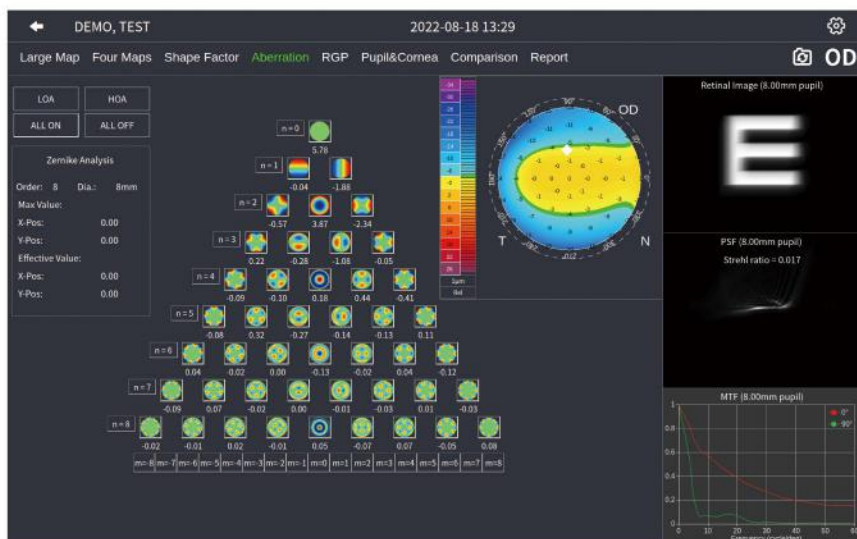 DEMO, TEST 2022-08-18 13:29
Large Map Four Maps Shape Factor Aberration RGP Pupil&Cornea Comparison Report OD
LOA HOA
ALL ON ALL OFF
Zernike Analysis
Order: 8 Dia.: 8mm
Max Value:
X-Pos: 0.00
Y-Pos: 0.00
Effective Value:
X-Pos: 0.00
Y-Pos: 0.00
n=0
5.78
n=1
-0.04 -1.88
n=2
-0.57 3.87 -2.34
n=3
0.22 -0.28 -1.08 -0.05
n=4
-0.09 -0.10 0.18 0.44 -0.41
n=5
-0.08 0.32 -0.27 -0.14 -0.13 0.11
n=6
0.04 -0.02 0.00 -0.13 -0.02 0.04 -0.12
n=7
-0.09 0.07 -0.02 0.00 -0.01 -0.03 0.01 -0.03
n=8
-0.02 -0.01 0.02 -0.01 0.05 -0.07 0.07 -0.05 0.08
m=-8 m=-7 m=-6 m=-5 m=-4 m=-3 m=-2 m=-1 m=0 m=1 m=2 m=3 m=4 m=5 m=6 m=7 m=8
OD
T N
Retinal Image (8.00mm pupil)
E
PSF (8.00mm pupil)
Strehl ratio = 0.017
MTF (8.00mm pupil)
0°
90°
1
0.8
0.6
0.4
0.2
0
0 10 20 30 40 50 60
Frequency (cycle/deg)